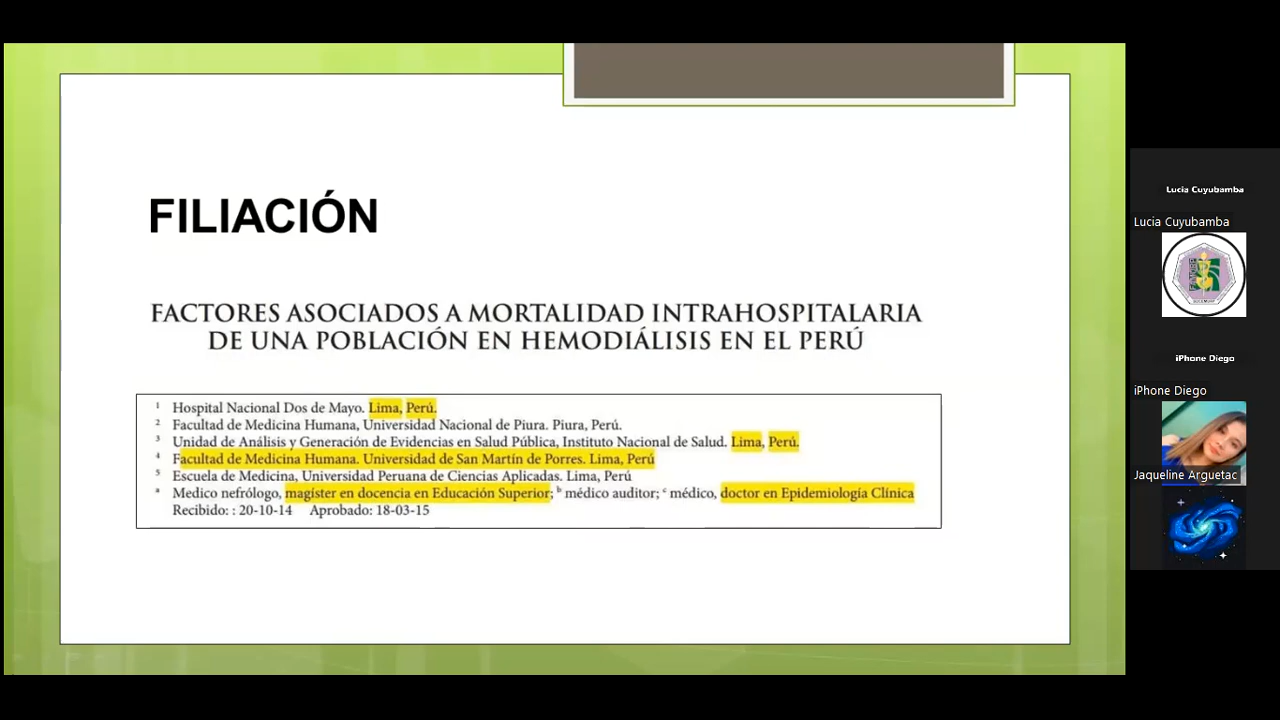 FILIACIÓN
FACTORES ASOCIADOS A MORTALIDAD INTRAHOSPITALARIA
DE UNA POBLACIÓN EN HEMODIÁLISIS EN EL PERÚ
1 Hospital Nacional Dos de Mayo. Lima, Perú.
2 Facultad de Medicina Humana, Universidad Nacional de Piura. Piura, Perú.
3 Unidad de Análisis y Generación de Evidencias en Salud Pública, Instituto Nacional de Salud. Lima, Perú.
4 Facultad de Medicina Humana. Universidad de San Martín de Porres. Lima, Perú
5 Escuela de Medicina, Universidad Peruana de Ciencias Aplicadas. Lima, Perú
a Medico nefrólogo, magíster en docencia en Educación Superior; b médico auditor; c médico, doctor en Epidemiología Clínica
Recibido: : 20-10-14 Aprobado: 18-03-15
Lucia Cuyubamba
Lucia Cuyubamba
iPhone Diego
iPhone Diego
Jaqueline Arguetac